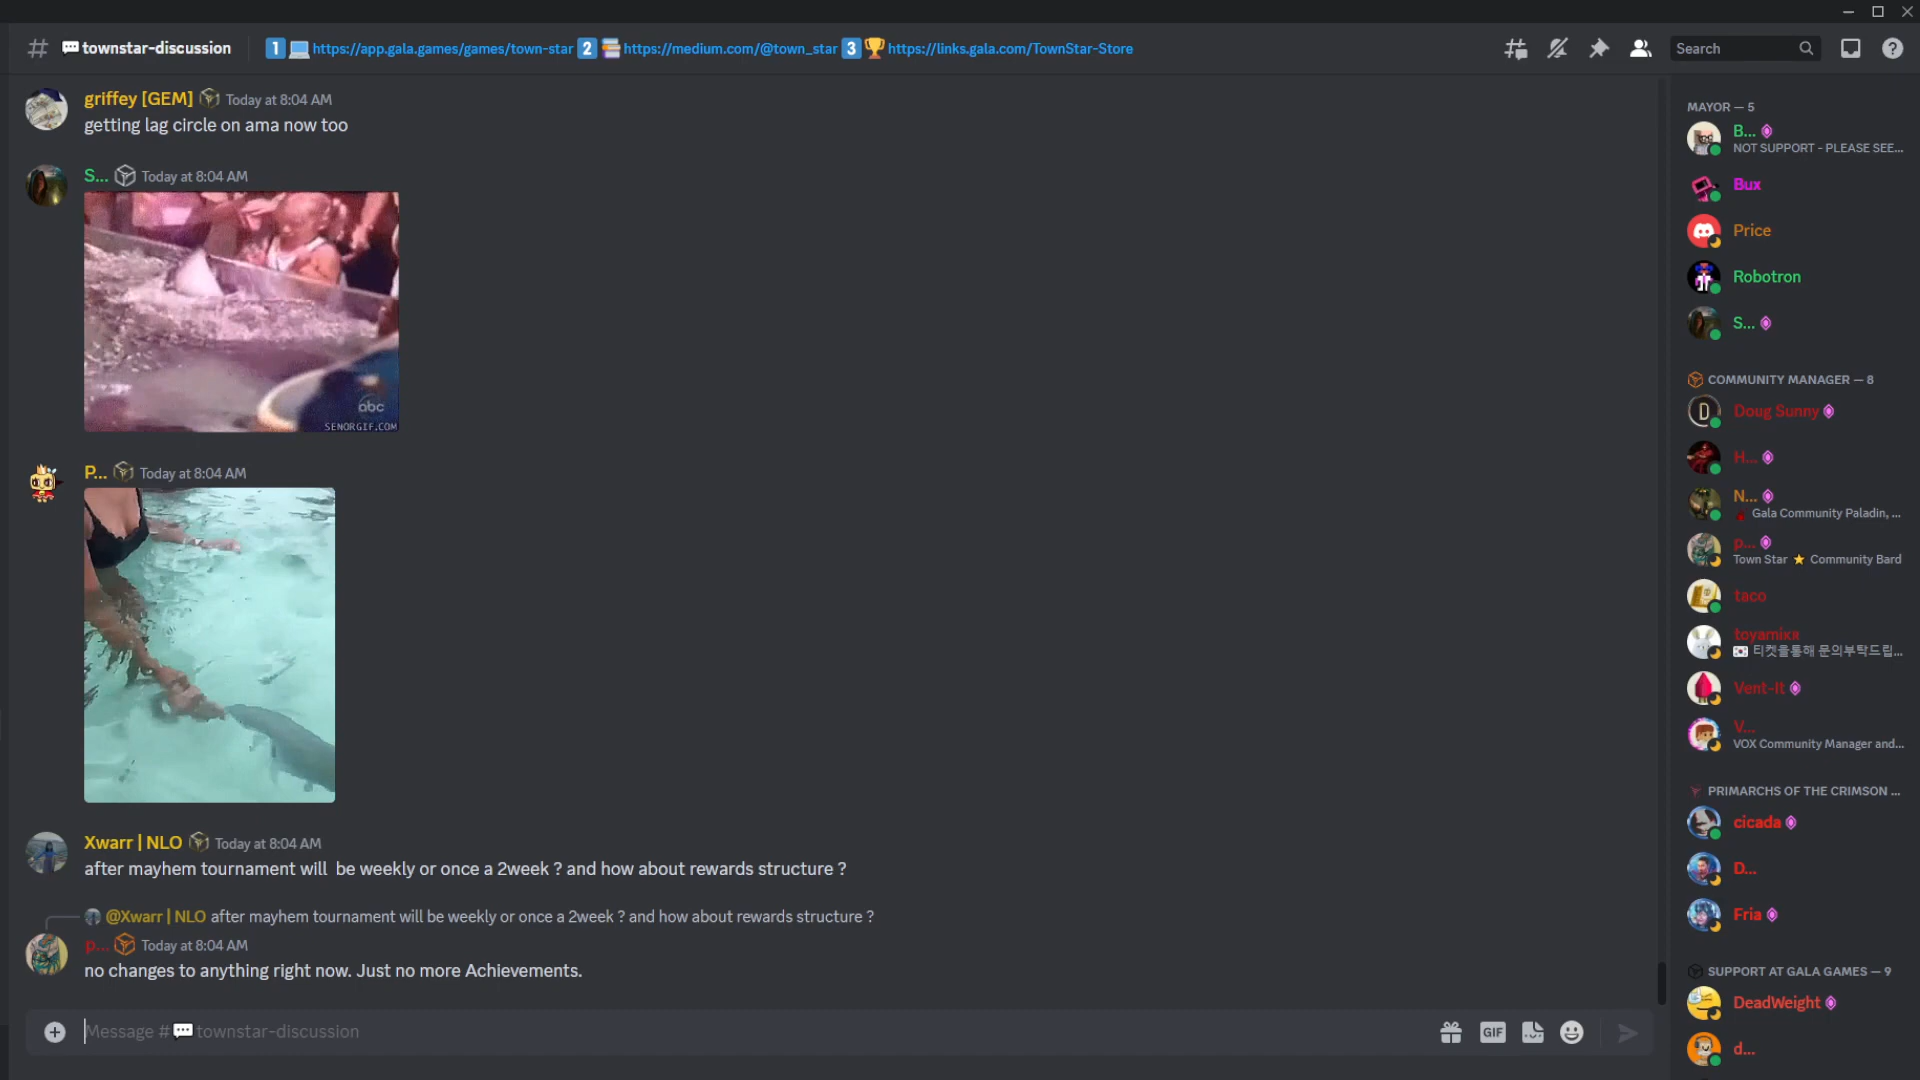 townstar-discussion
1 https://app.gala.games/games/town-star 2 https://medium.com/@town_star 3 https://links.gala.com/TownStar-Store
Search
griffey [GEM] Today at 8:04 AM
getting lag circle on ama now too
S... Today at 8:04 AM
abc
SENORGIF.COM
P... Today at 8:04 AM
Xwarr | NLO Today at 8:04 AM
after mayhem tournament will be weekly or once a 2week ? and how about rewards structure ?
@Xwarr | NLO after mayhem tournament will be weekly or once a 2week ? and how about rewards structure ?
p... Today at 8:04 AM
no changes to anything right now. Just no more Achievements.
Message # townstar-discussion
GIF
MAYOR — 5
B...
NOT SUPPORT - PLEASE SEE...
Bux
Price
Robotron
S...
COMMUNITY MANAGER — 8
D
Doug Sunny
H...
N...
Gala Community Paladin, ...
p...
Town Star ⭐ Community Bard
taco
toyamikя
🇰🇷 티켓을통해 문의부탁드립...
Vent-It
V...
VOX Community Manager and...
PRIMARCHS OF THE CRIMSON ...
cicada
D...
Fria
SUPPORT AT GALA GAMES — 9
DeadWeight
d...